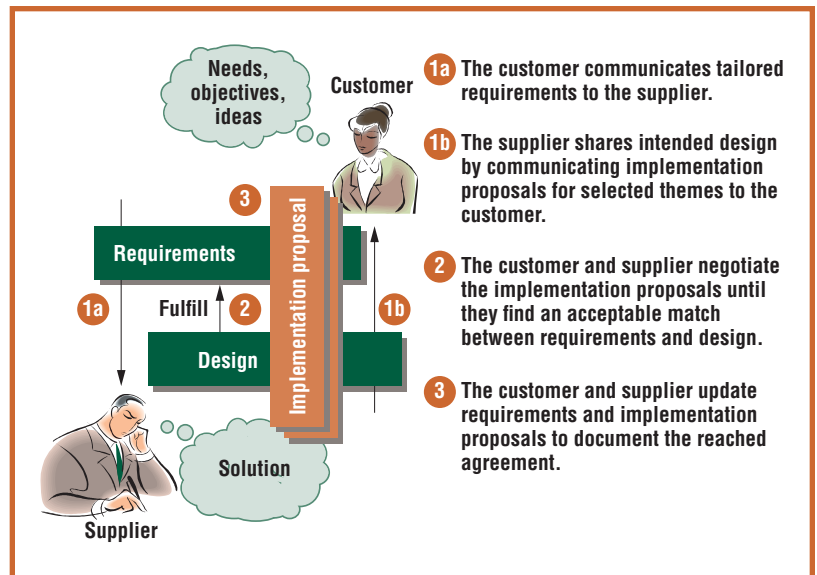 Needs,
objectives,
ideas
Customer
3
Implementation proposal
Requirements
1a
Fulfill
2
1b
Design
Solution
Supplier
1a The customer communicates tailored
requirements to the supplier.
1b The supplier shares intended design
by communicating implementation
proposals for selected themes to the
customer.
2 The customer and supplier negotiate
the implementation proposals until
they find an acceptable match
between requirements and design.
3 The customer and supplier update
requirements and implementation
proposals to document the reached
agreement.